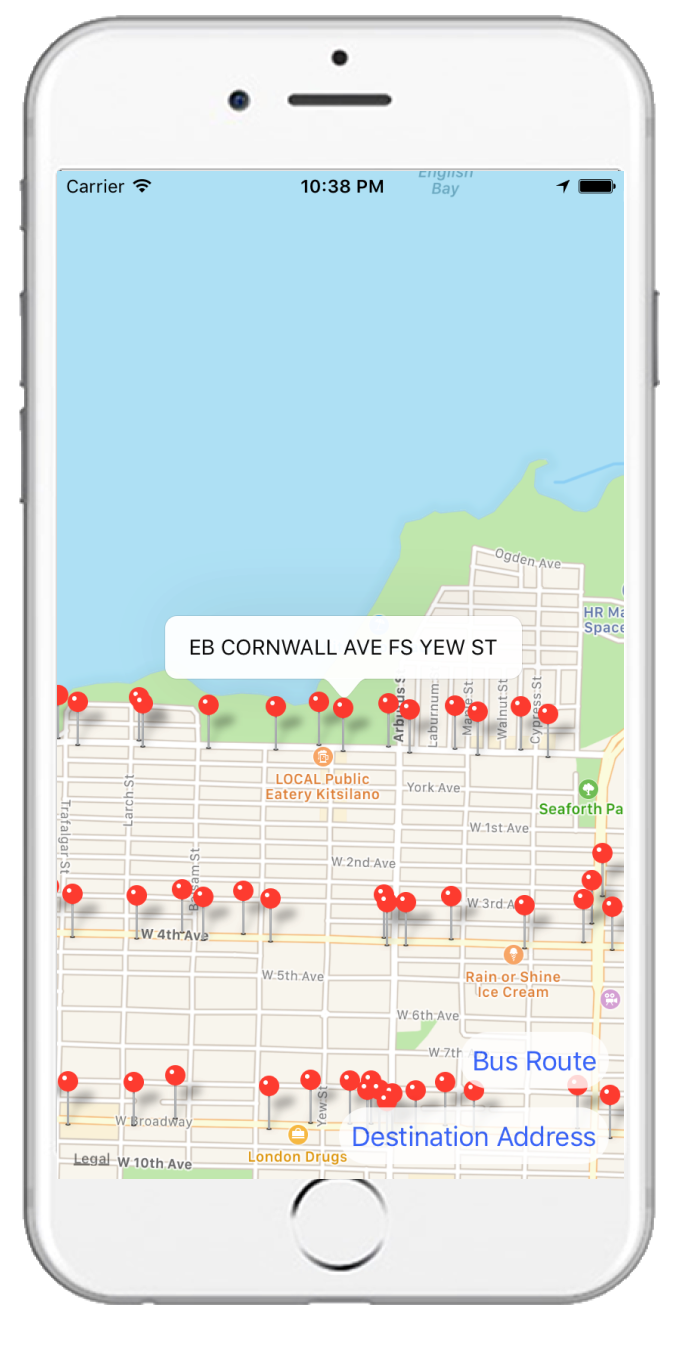 English
Carrier 10:38 PM
Bay
Ogden Ave
HR Ma
Space
EB CORNWALL AVE FS YEW ST
Arbutus S
Laburnum
Maple St
Walnut St
Cypress St
LOCAL Public
Eatery Kitsilano
York Ave
Larch St
Seaforth Pa
Trafalgar St
W 1st Ave
W 2nd Ave
Balsam St
W 3rd A
W 4th Ave
W 5th Ave
Rain or Shine
Ice Cream
W 6th Ave
W 7th
Bus Route
Yew St
W Broadway
Destination Address
London Drugs
Legal W 10th Ave